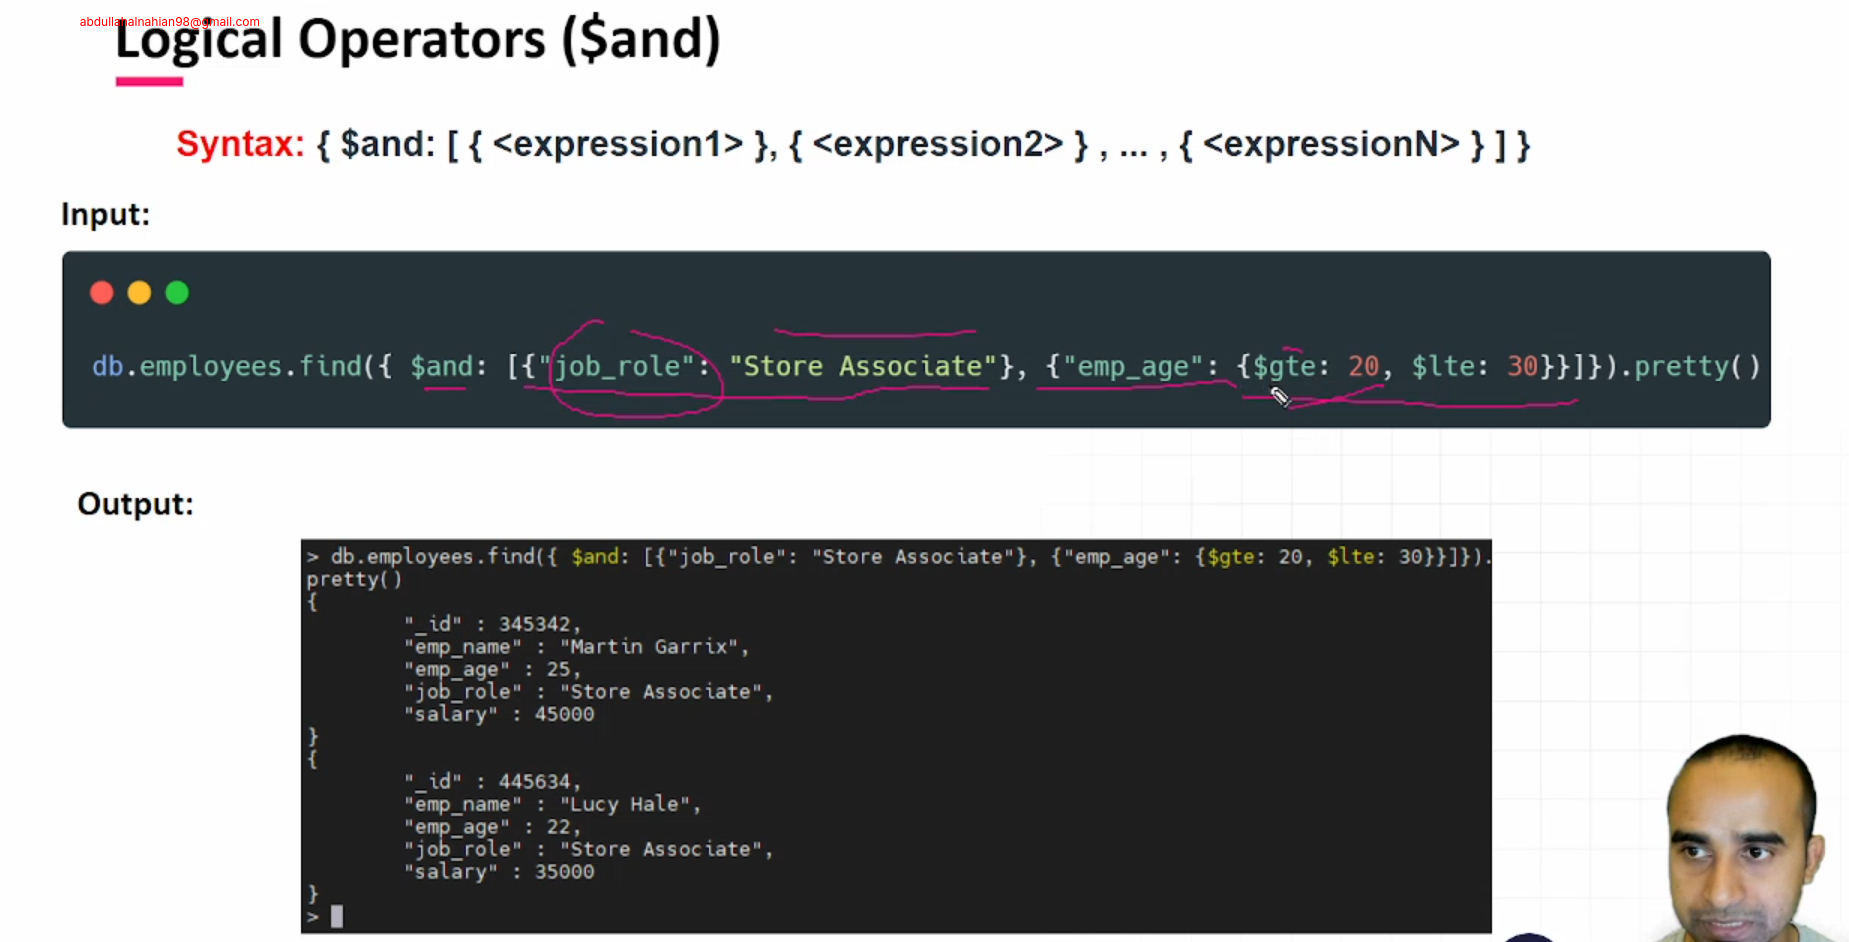 abdullahalnahian98@gmail.com
Logical Operators ($and)
Syntax: { $and: [ { <expression1> }, { <expression2> } , ... , { <expressionN> } ] }
Input:
db.employees.find({ $and: [{"job_role": "Store Associate"}, {"emp_age": {$gte: 20, $lte: 30}}]}).pretty()
Output:
> db.employees.find({ $and: [{"job_role": "Store Associate"}, {"emp_age": {$gte: 20, $lte: 30}}]}).
pretty()
{
"_id" : 345342,
"emp_name" : "Martin Garrix",
"emp_age" : 25,
"job_role" : "Store Associate",
"salary" : 45000
}
{
"_id" : 445634,
"emp_name" : "Lucy Hale",
"emp_age" : 22,
"job_role" : "Store Associate",
"salary" : 35000
}
>